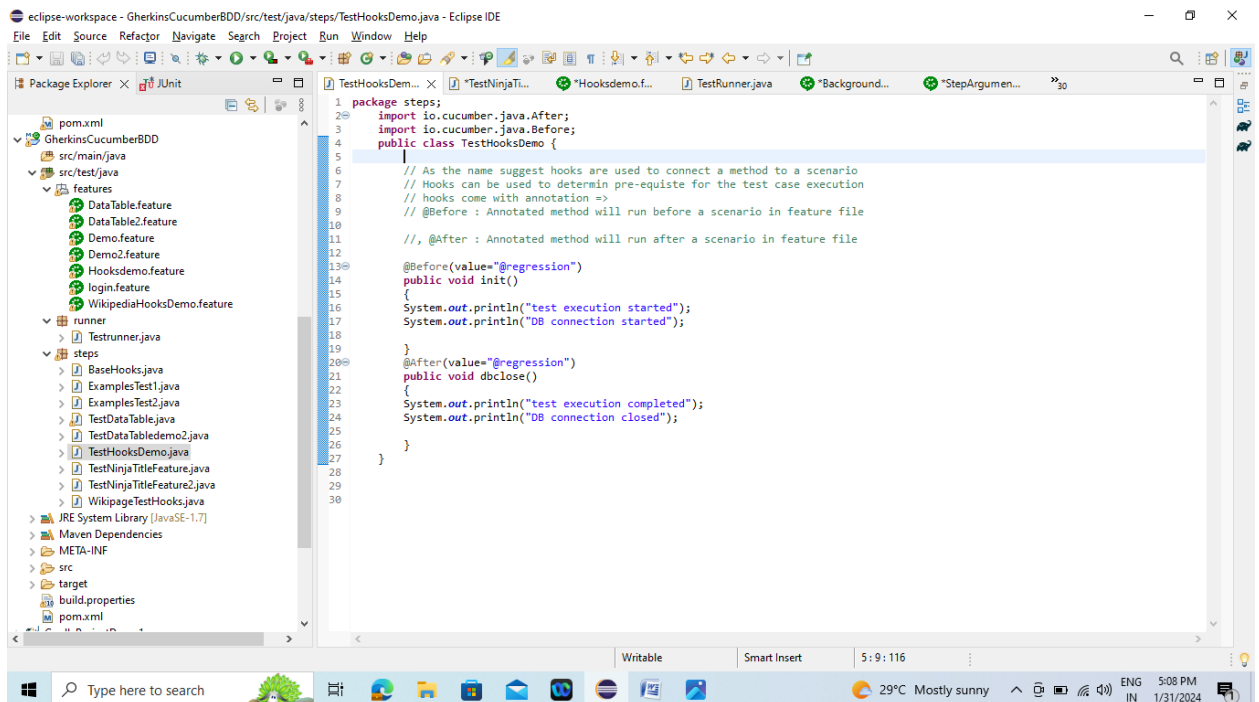 eclipse-workspace - GherkinsCucumberBDD/src/test/java/steps/TestHooksDemo.java - Eclipse IDE
File Edit Source Refactor Navigate Search Project Run Window Help
Package Explorer JUnit
TestHooksDem... *TestNinjaTi... *Hooksdemo.f... TestRunner.java *Background... *StepArgumen... »30
pom.xml
GherkinsCucumberBDD
src/main/java
src/test/java
features
DataTable.feature
DataTable2.feature
Demo.feature
Demo2.feature
Hooksdemo.feature
login.feature
WikipediaHooksDemo.feature
runner
Testrunner.java
steps
BaseHooks.java
ExamplesTest1.java
ExamplesTest2.java
TestDataTable.java
TestDataTabledemo2.java
TestHooksDemo.java
TestNinjaTitleFeature.java
TestNinjaTitleFeature2.java
WikipageTestHooks.java
JRE System Library [JavaSE-1.7]
Maven Dependencies
META-INF
src
target
build.properties
pom.xml
1 package steps;
2 import io.cucumber.java.After;
3 import io.cucumber.java.Before;
4 public class TestHooksDemo {
5
6 // As the name suggest hooks are used to connect a method to a scenario
7 // Hooks can be used to determin pre-equiste for the test case execution
8 // hooks come with annotation =>
9 // @Before : Annotated method will run before a scenario in feature file
10
11 //, @After : Annotated method will run after a scenario in feature file
12
13 @Before(value="@regression")
14 public void init()
15 {
16 System.out.println("test execution started");
17 System.out.println("DB connection started");
18
19 }
20 @After(value="@regression")
21 public void dbclose()
22 {
23 System.out.println("test execution completed");
24 System.out.println("DB connection closed");
25
26 }
27 }
28
29
30
Writable Smart Insert 5 : 9 : 116
Type here to search
29°C Mostly sunny
ENG
IN
5:08 PM
1/31/2024
1